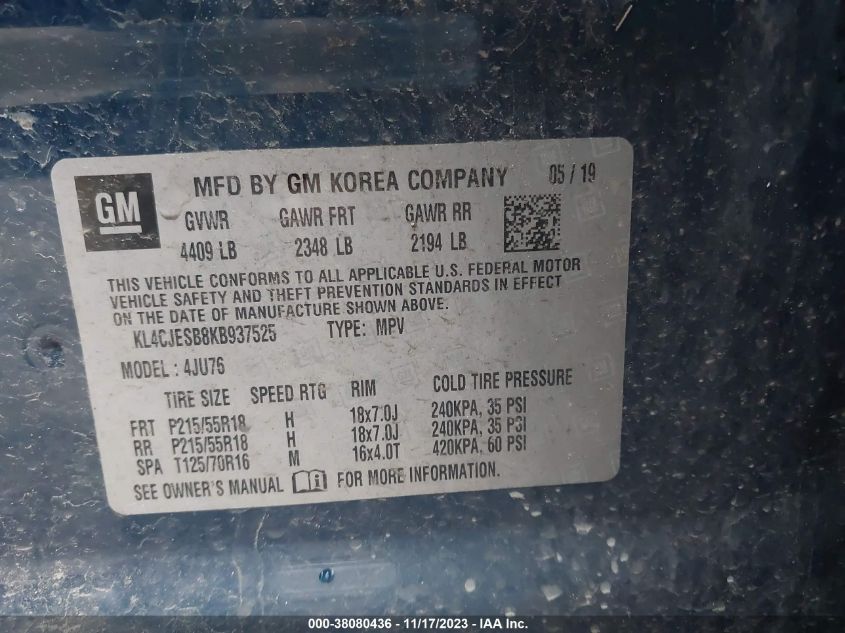 GM MFD BY GM KOREA COMPANY 05 / 19
GVWR GAWR FRT GAWR RR
4409 LB 2348 LB 2194 LB
THIS VEHICLE CONFORMS TO ALL APPLICABLE U.S. FEDERAL MOTOR
VEHICLE SAFETY AND THEFT PREVENTION STANDARDS IN EFFECT
ON THE DATE OF MANUFACTURE SHOWN ABOVE.
KL4CJESB8KB937525 TYPE: MPV
MODEL : 4JU76
TIRE SIZE SPEED RTG RIM COLD TIRE PRESSURE
FRT P215/55R18 H 18x7.0J 240KPA, 35 PSI
RR P215/55R18 H 18x7.0J 240KPA, 35 PSI
SPA T125/70R16 M 16x4.0T 420KPA, 60 PSI
SEE OWNER'S MANUAL FOR MORE INFORMATION.
000-38080436 - 11/17/2023 - IAA Inc.